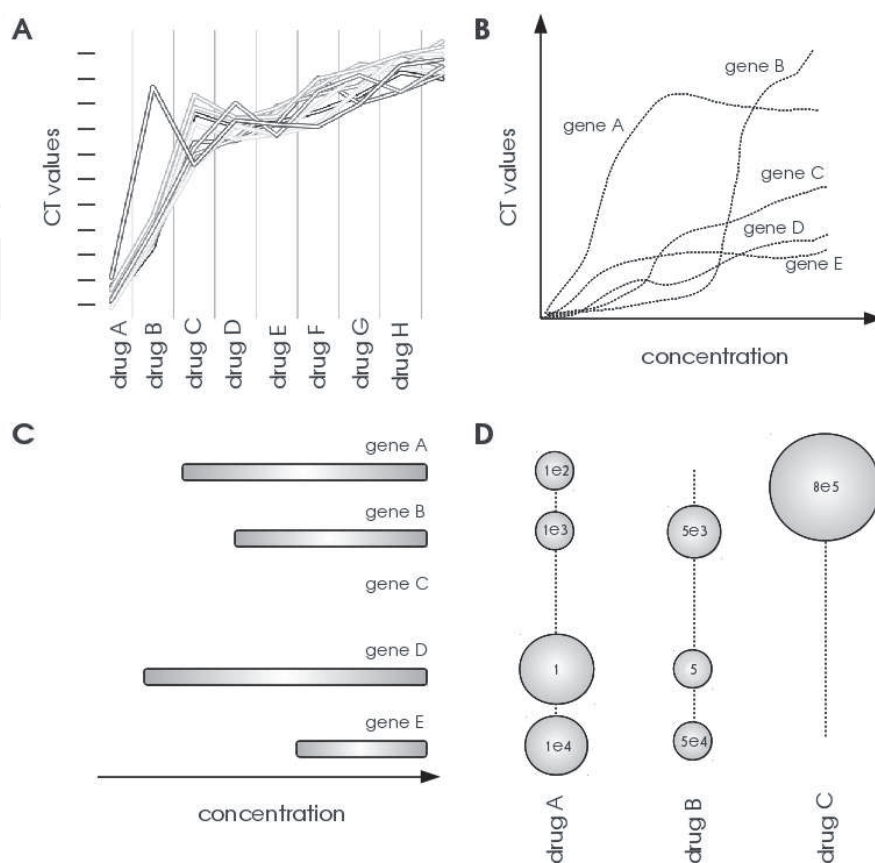 A
CT values
drug A
drug B
drug C
drug D
drug E
drug F
drug G
drug H
B
CT values
gene A
gene B
gene C
gene D
gene E
concentration
C
gene A
gene B
gene C
gene D
gene E
concentration
D
1e2
1e3
1
1e4
5e3
5
5e4
8e5
drug A
drug B
drug C